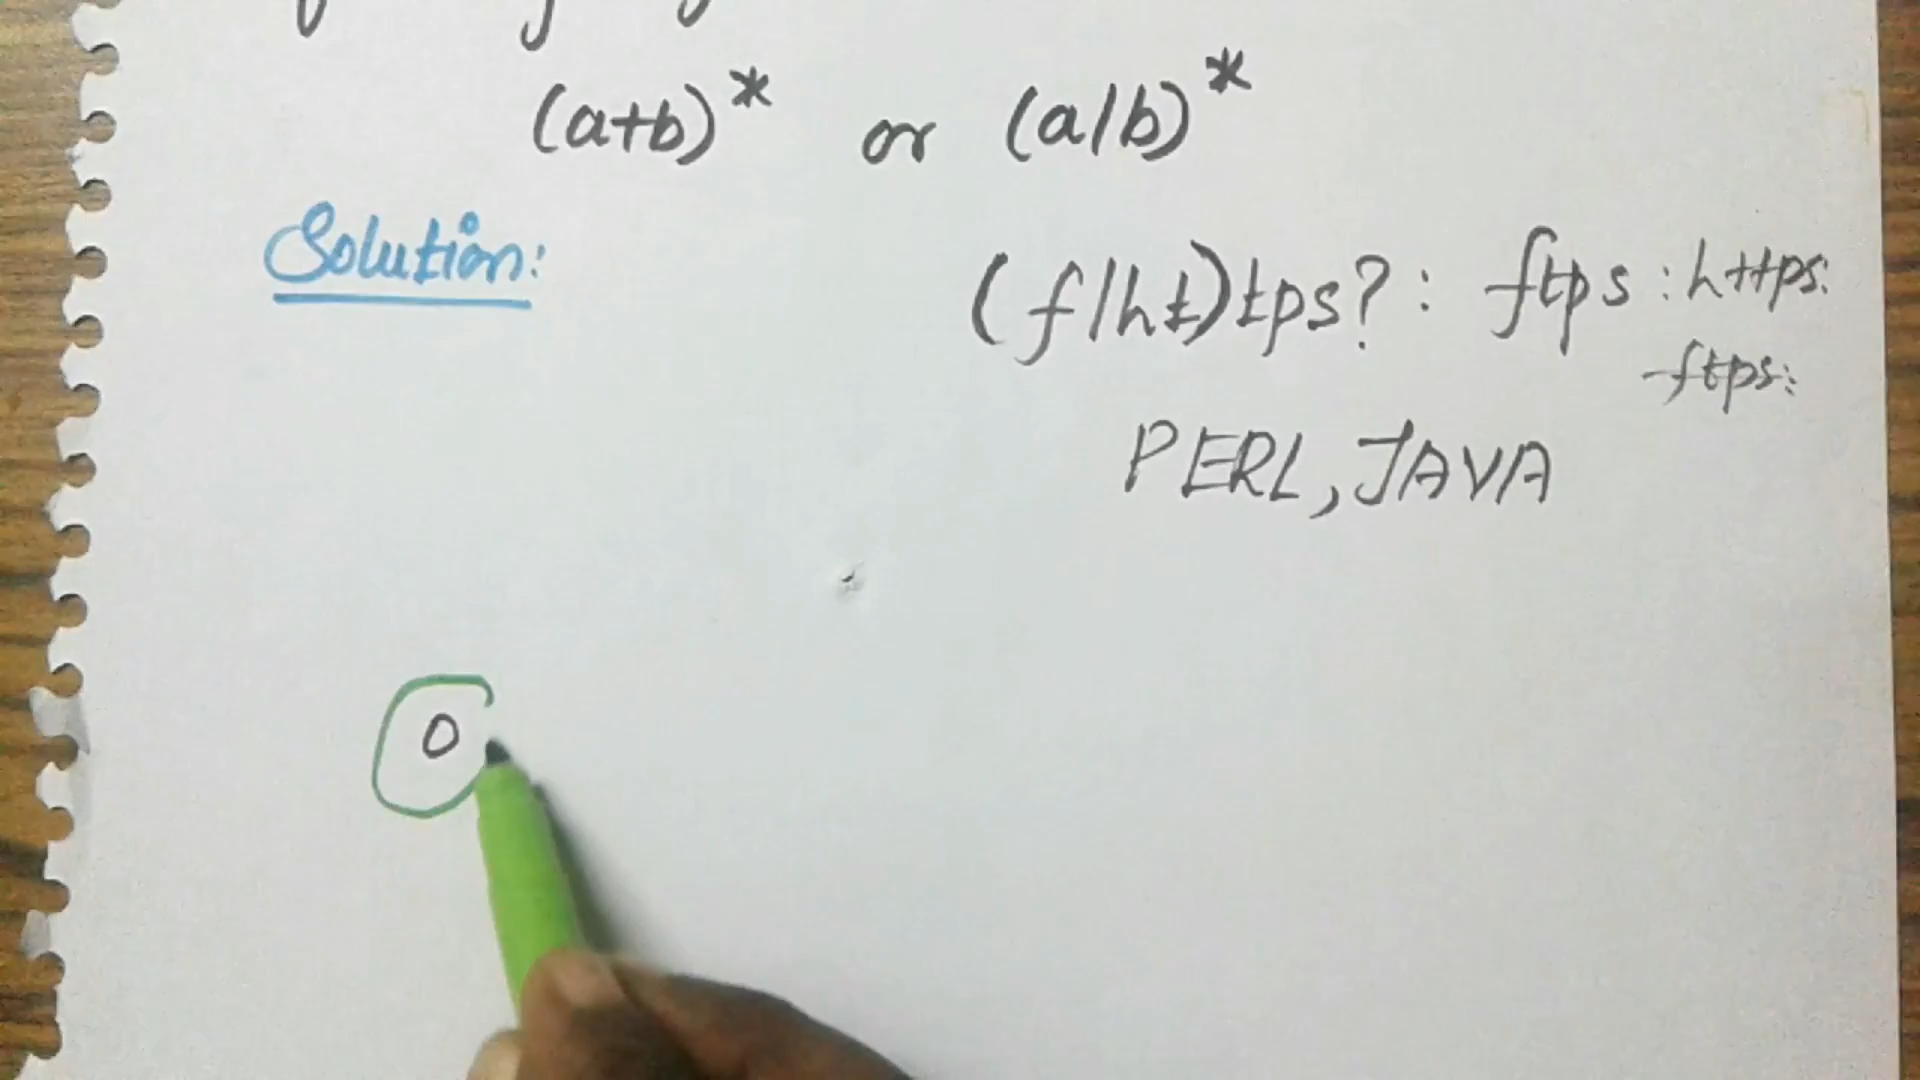 (a+b)* or (a/b)*
Solution:
(f/ht)tps?: ftps: https:
ftps:
PERL, JAVA
0